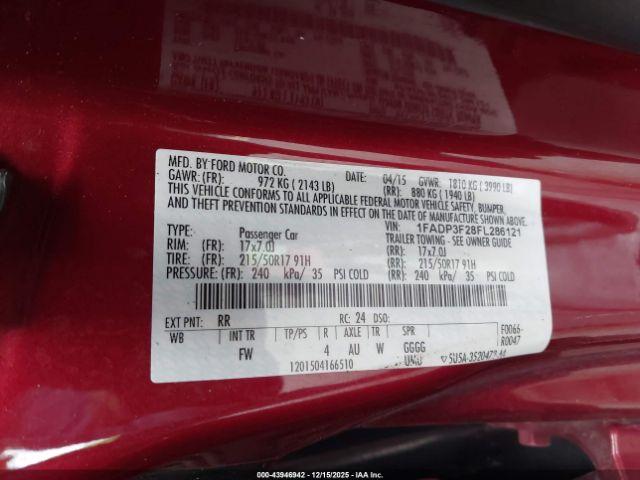 MFD. BY FORD MOTOR CO. DATE: 04/15 GVWR: 1810 KG ( 3990 LB)
GAWR: (FR): 972 KG ( 2143 LB) (RR): 880 KG ( 1940 LB)
THIS VEHICLE CONFORMS TO ALL APPLICABLE FEDERAL MOTOR VEHICLE SAFETY, BUMPER,
AND THEFT PREVENTION STANDARDS IN EFFECT ON THE DATE OF MANUFACTURE SHOWN ABOVE.
VIN: 1FADP3F28FL286121
TYPE: Passenger Car TRAILER TOWING - SEE OWNER GUIDE
RIM: (FR): 17x7.0J (RR): 17x7.0J
TIRE: (FR): 215/50R17 91H (RR): 215/50R17 91H
PRESSURE: (FR): 240 kPa/ 35 PSI COLD (RR): 240 kPa/ 35 PSI COLD
EXT PNT: RR RC: 24 DSO: F0066-
WB INT TR TP/PS R AXLE TR SPR R0047
FW 4 AU W GGGG
1201504166510
000-43946942 - 12/15/2025 - IAA Inc.